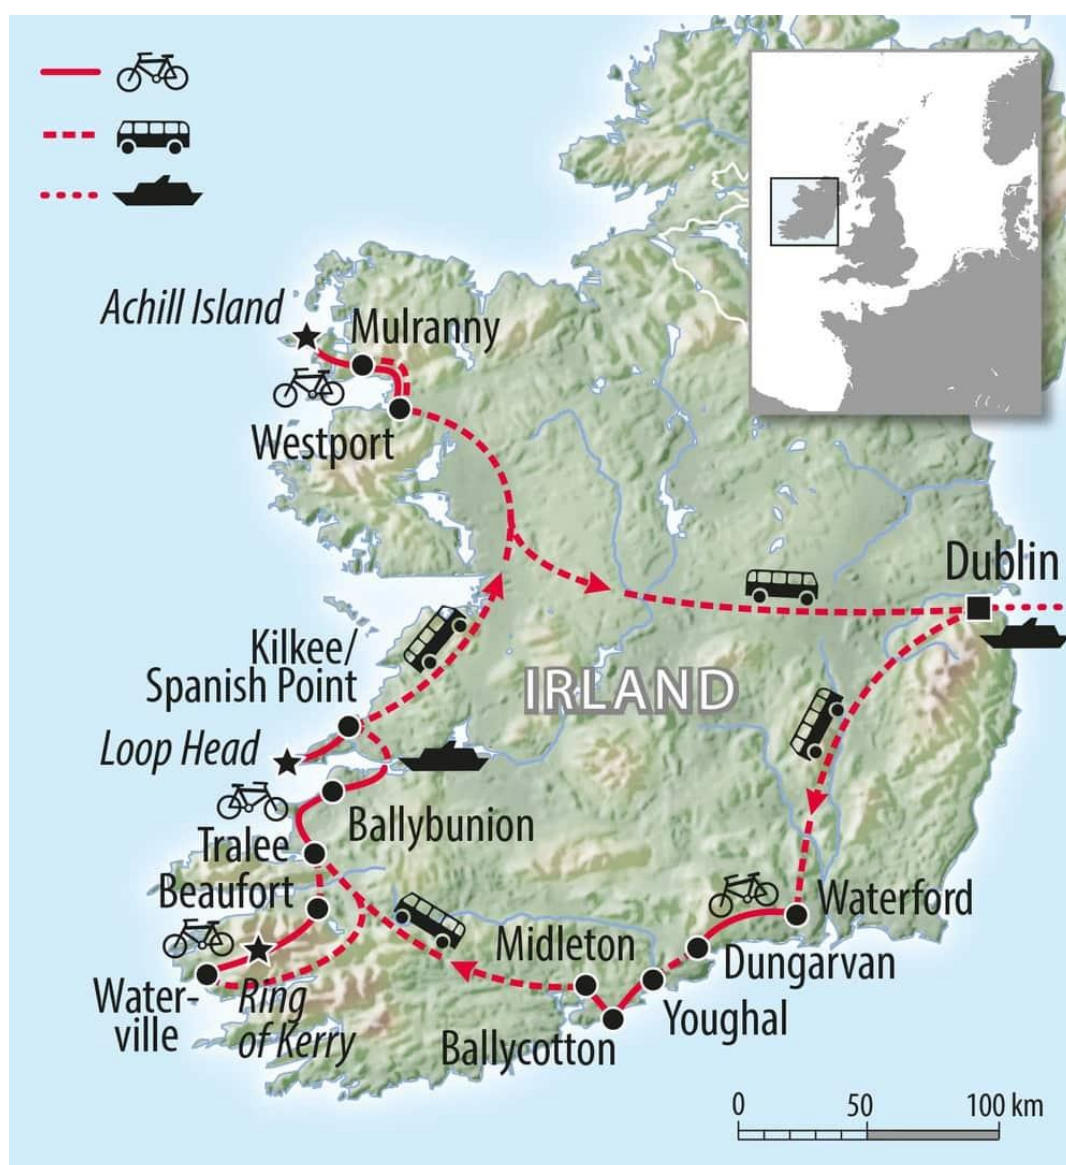 Achill Island
Mulranny
Westport
Dublin
Kilkee/
Spanish Point
IRLAND
Loop Head
Ballybunion
Tralee
Beaufort
Waterford
Midleton
Dungarvan
Water-
ville
Ring
of Kerry
Youghal
Ballycotton
0 50 100 km